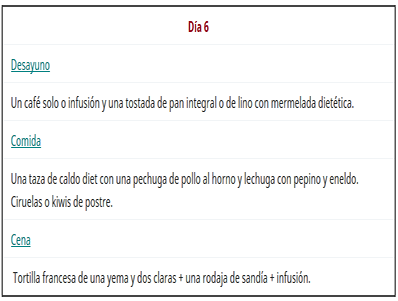 Día 6
Desayuno
Un café solo o infusión y una tostada de pan integral o de lino con mermelada dietética.
Comida
Una taza de caldo diet con una pechuga de pollo al horno y lechuga con pepino y eneldo.
Ciruelas o kiwis de postre.
Cena
Tortilla francesa de una yema y dos claras + una rodaja de sandía + infusión.